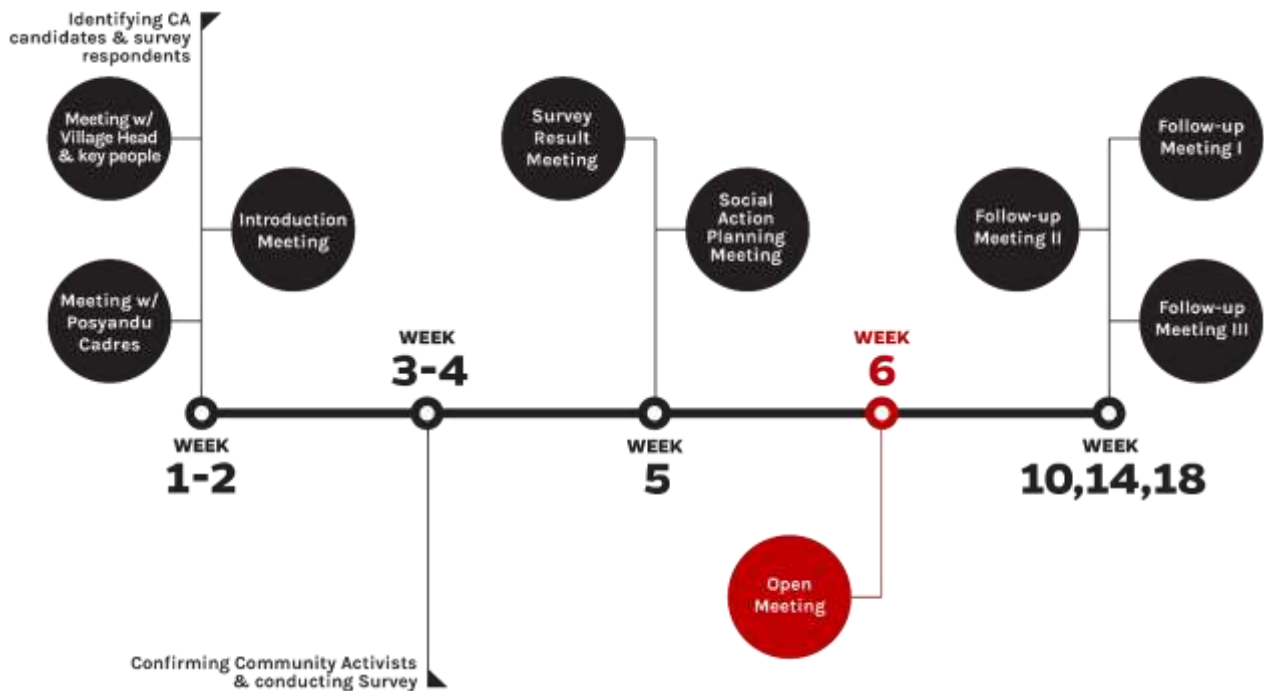 Identifying CA
candidates & survey
respondents
Meeting w/
Village Head
& key people
Introduction
Meeting
Meeting w/
Posyandu
Cadres
WEEK
1-2
WEEK
3-4
Confirming Community Activists
& conducting Survey
Survey
Result
Meeting
Social
Action
Planning
Meeting
WEEK
5
WEEK
6
Open
Meeting
Follow-up
Meeting I
Follow-up
Meeting II
Follow-up
Meeting III
WEEK
10,14,18